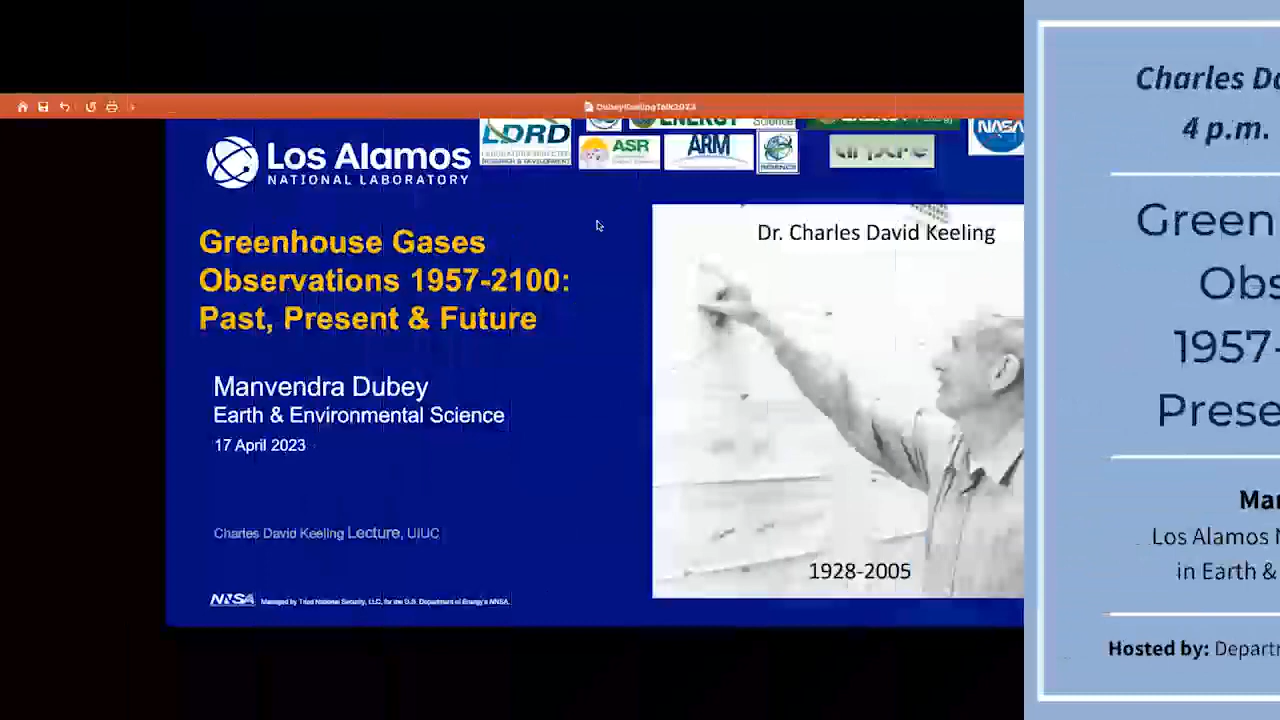 DubeyKeelingTalk2023
LDRD
ENERGY
Science
NASA
ASR
ARM
Los Alamos
NATIONAL LABORATORY
Greenhouse Gases
Observations 1957-2100:
Past, Present & Future
Manvendra Dubey
Earth & Environmental Science
17 April 2023
Charles David Keeling Lecture, UIUC
NNSA Managed by Triad National Security, LLC, for the U.S. Department of Energy's NNSA.
Dr. Charles David Keeling
1928-2005
Charles Da
4 p.m.
Green
Obs
1957-
Prese
Man
Los Alamos N
in Earth &
Hosted by: Departm